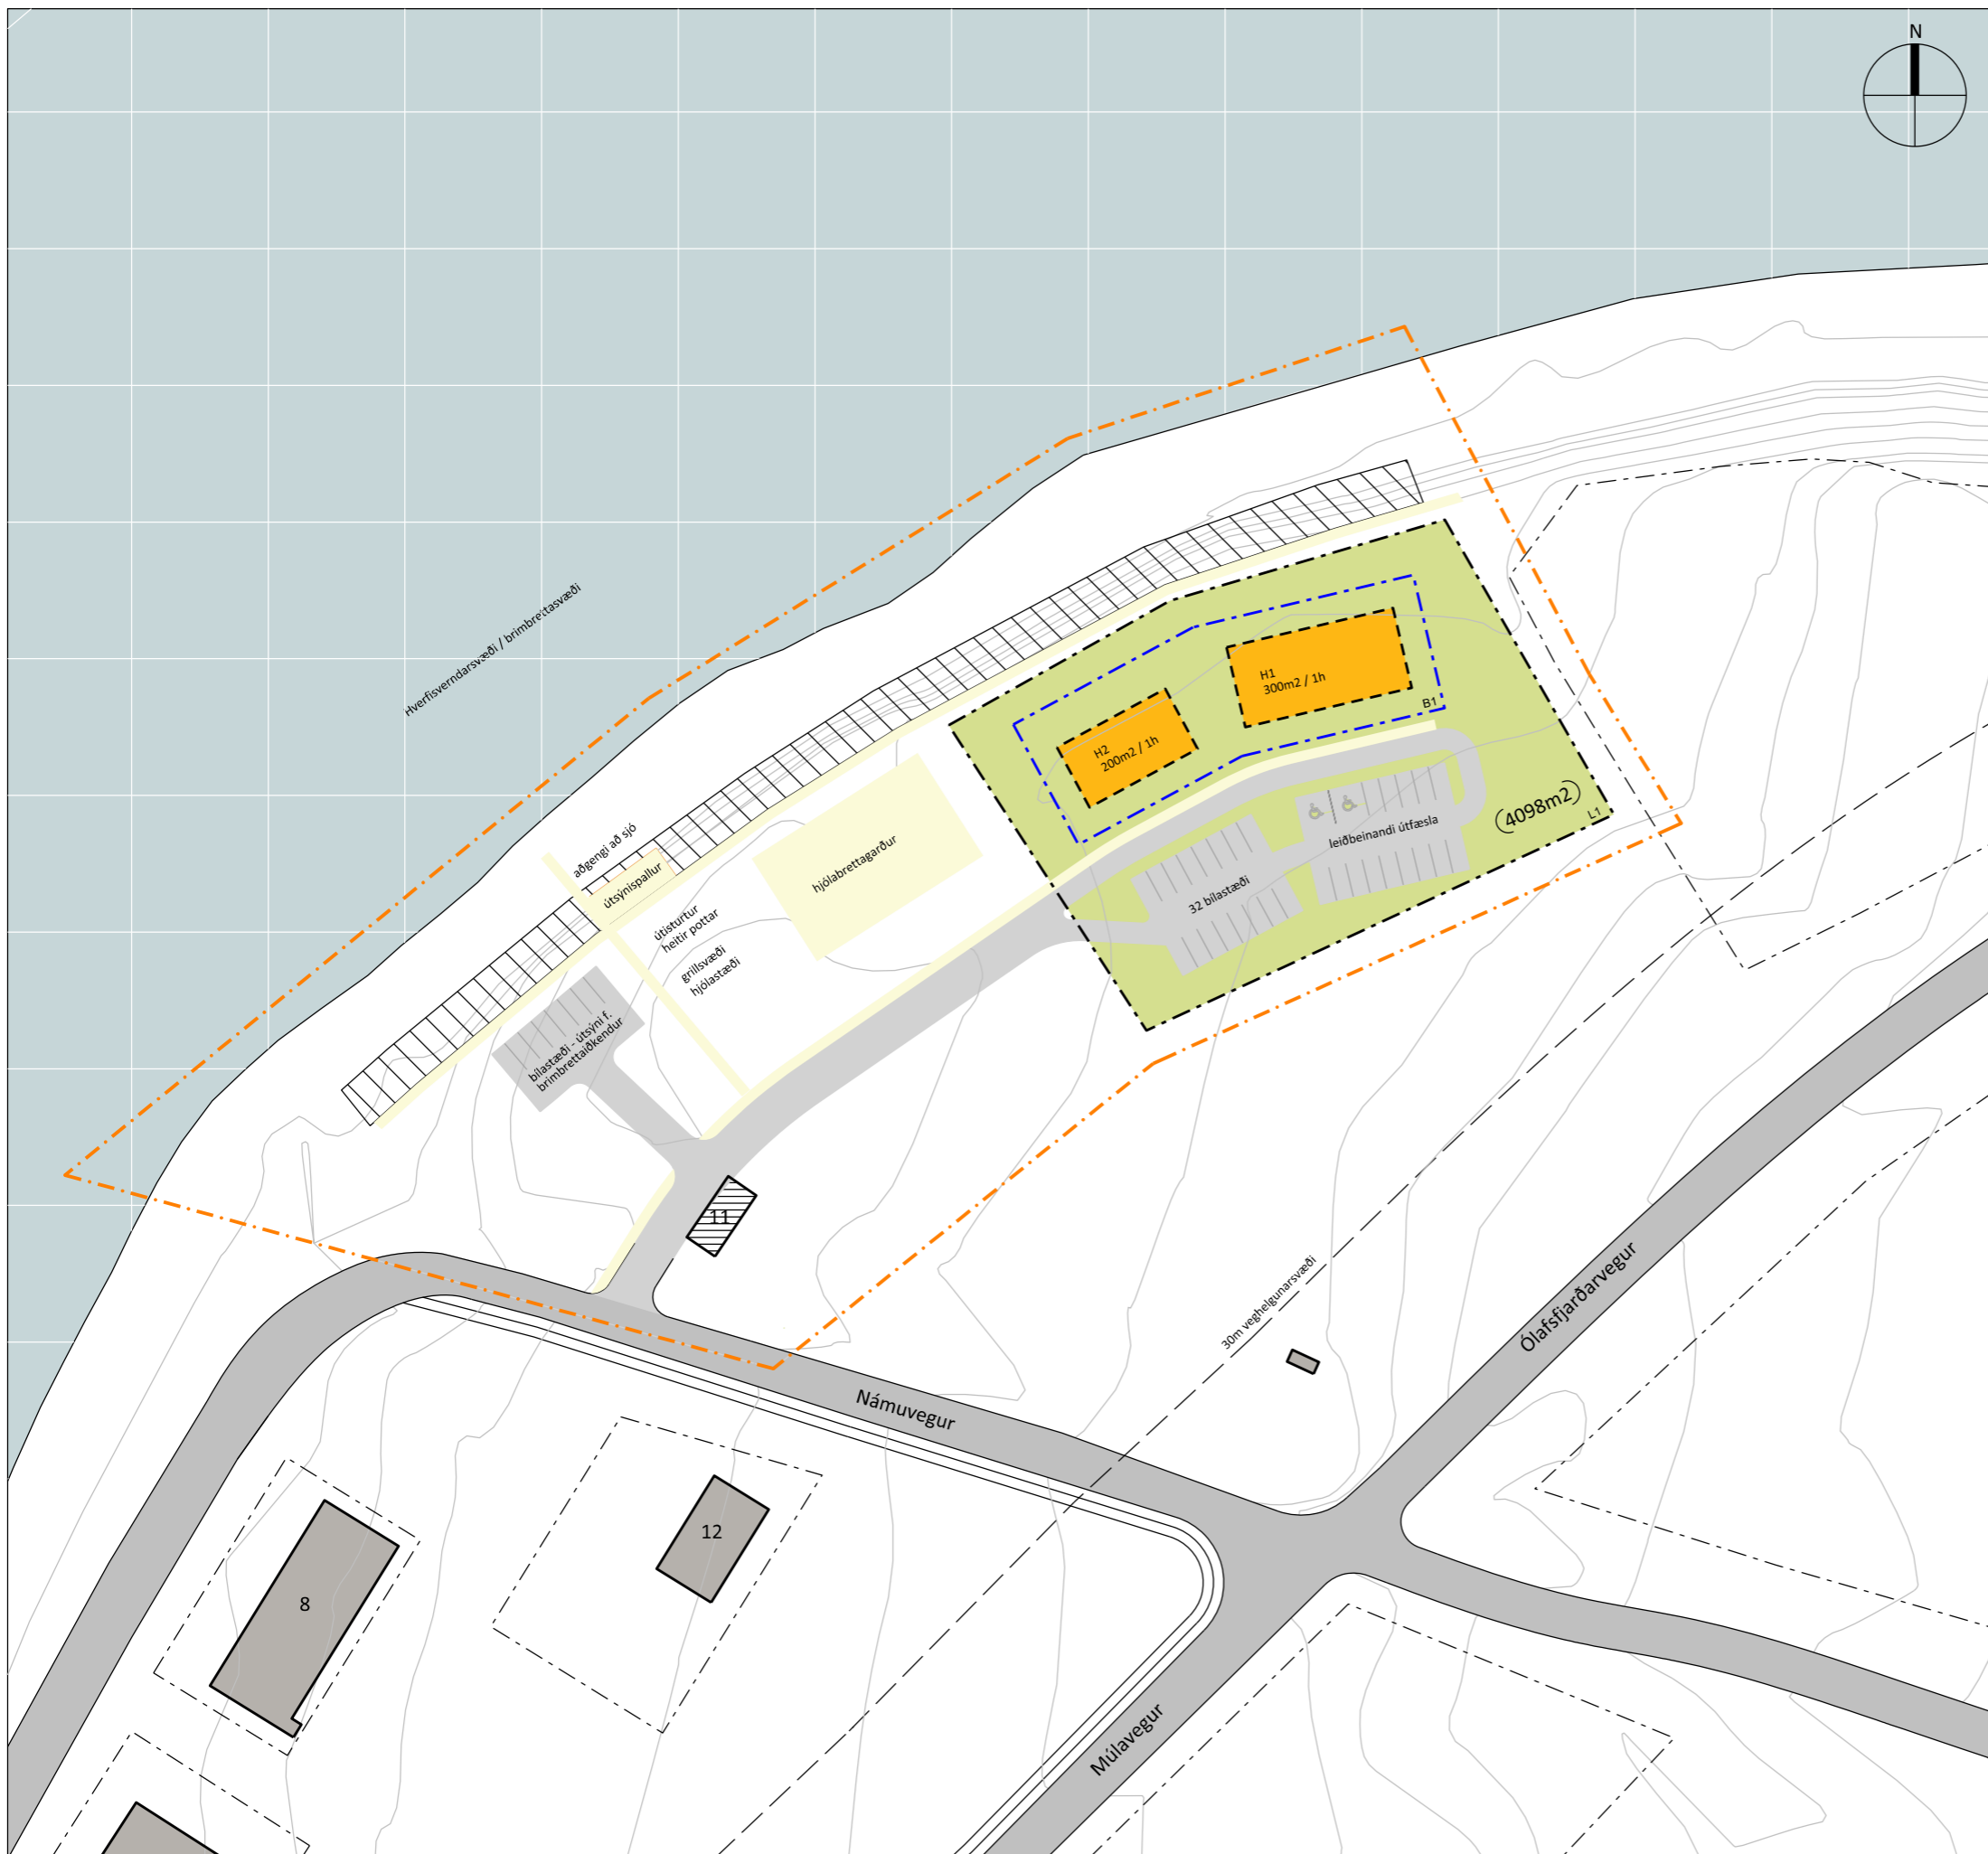 N
Hverfisverndarsvæði / brimbrettasvæði
H1
300m2 / 1h
B1
H2
200m2 / 1h
(4098m2)
L1
leiðbeinandi útfæsla
32 bílastæði
aðgengi að sjó
útsýnispallur
hjólabrettagarður
útisturtur
heitir pottar
grillsvæði
hjólastæði
bílastæði - útsýni f.
brimbrettaiðkendur
11
30m veghelgunarsvæði
Ólafsfjarðarvegur
Námuvegur
12
8
Múlavegur